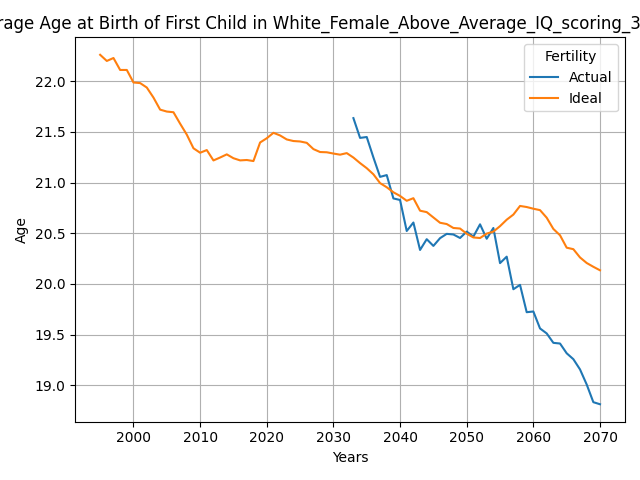 rage Age at Birth of First Child in White_Female_Above_Average_IQ_scoring_3
Fertility
Actual
Ideal
22.0
21.5
21.0
20.5
20.0
19.5
19.0
Age
2000 2010 2020 2030 2040 2050 2060 2070
Years